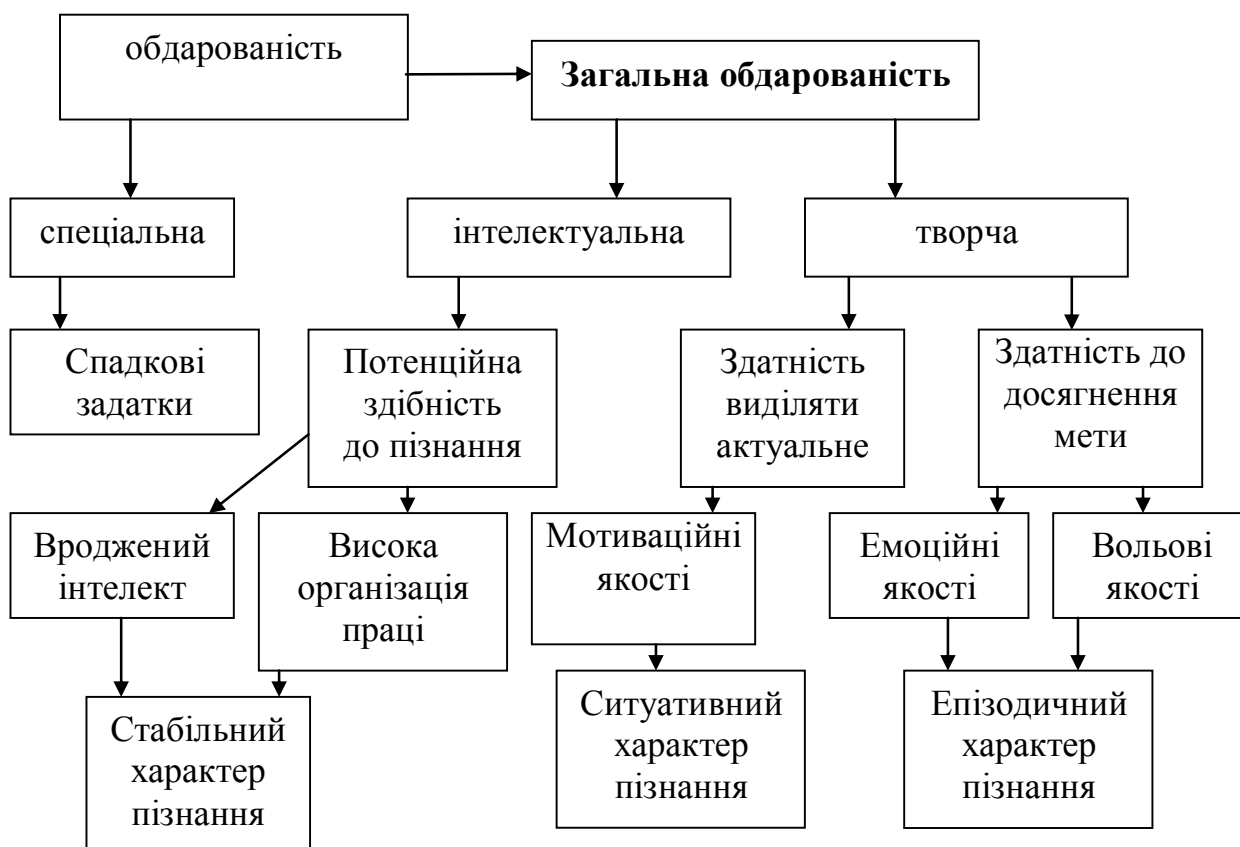 обдарованість
Загальна обдарованість
спеціальна
інтелектуальна
творча
Спадкові
задатки
Потенційна
здібність
до пізнання
Здатність
виділяти
актуальне
Здатність до
досягнення
мети
Вроджений
інтелект
Висока
організація
праці
Мотиваційні
якості
Емоційні
якості
Вольові
якості
Стабільний
характер
пізнання
Ситуативний
характер
пізнання
Епізодичний
характер
пізнання